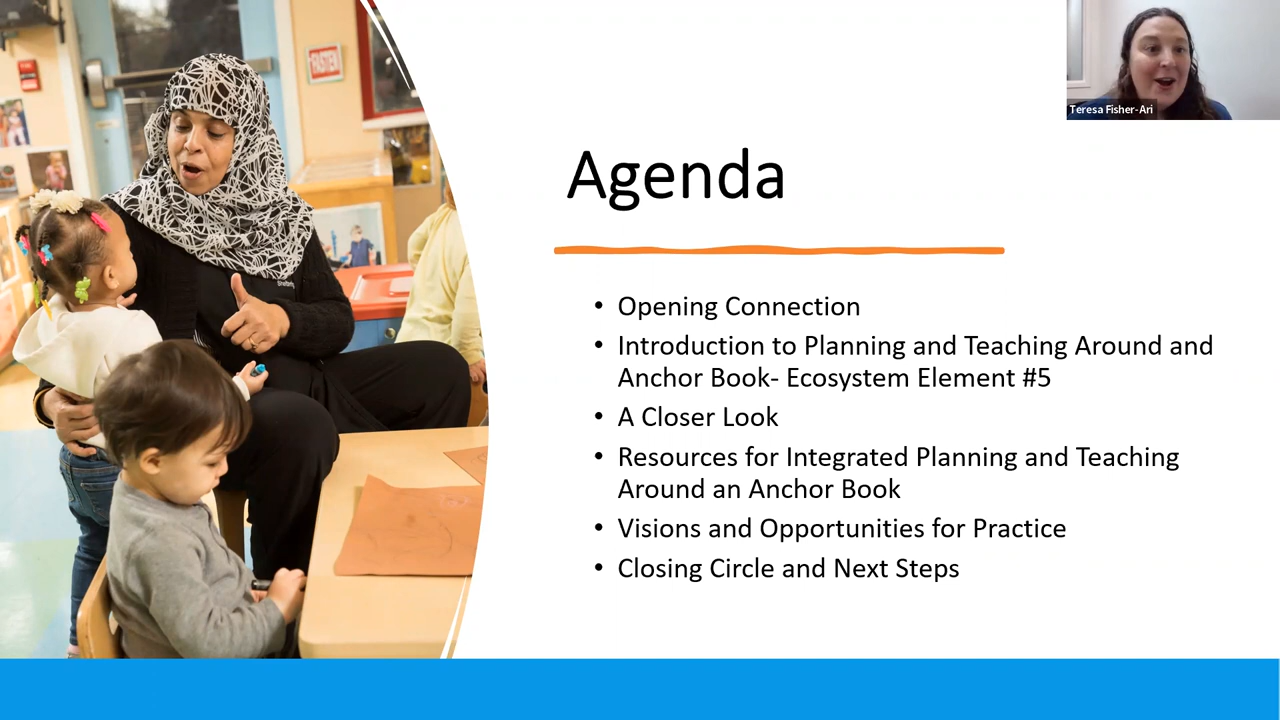 FASTEN
Teresa Fisher-Ari
Agenda
• Opening Connection
• Introduction to Planning and Teaching Around and
Anchor Book- Ecosystem Element #5
• A Closer Look
• Resources for Integrated Planning and Teaching
Around an Anchor Book
• Visions and Opportunities for Practice
• Closing Circle and Next Steps